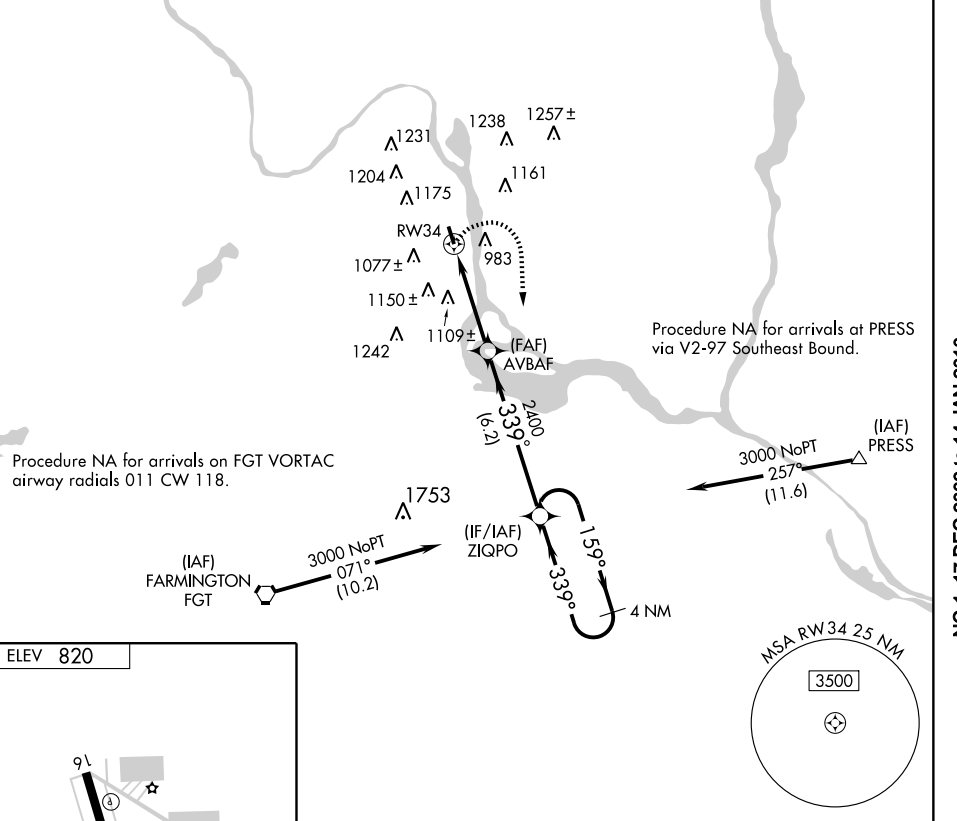 1231
1238
1257±
1204
1161
1175
RW34
983
1077±
1150±
1109±
1242
(FAF)
AVBAF
Procedure NA for arrivals at PRESS
via V2-97 Southeast Bound.
2400
339°
(6.2)
(IAF)
PRESS
3000 NoPT
257°
(11.6)
Procedure NA for arrivals on FGT VORTAC
airway radials 011 CW 118.
1753
(IF/IAF)
ZIQPO
3000 NoPT
071°
(10.2)
(IAF)
FARMINGTON
FGT
159°
339°
4 NM
MSA RW34 25 NM
3500
ELEV 820
16
P